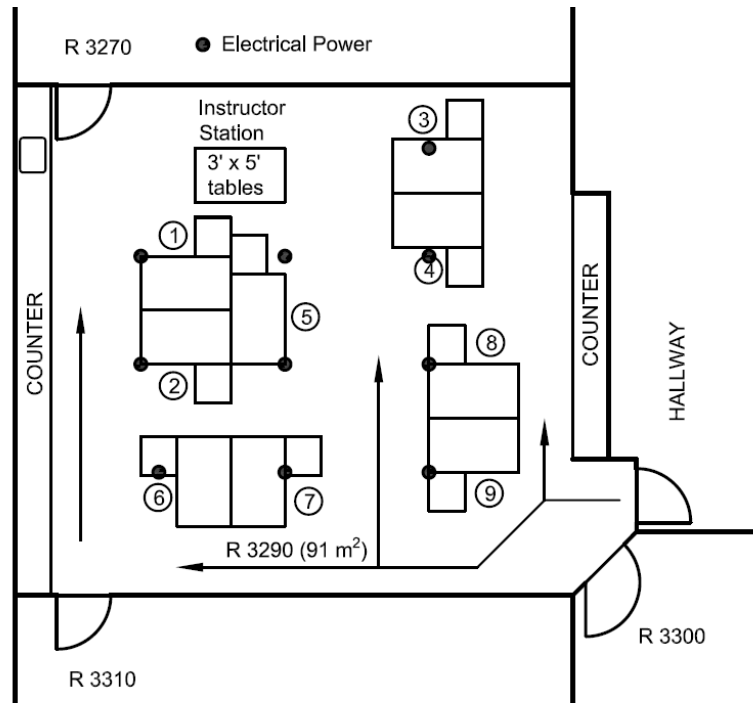 R 3270
Electrical Power
Instructor
Station
3' x 5'
tables
3
1
4
5
COUNTER
COUNTER
HALLWAY
8
2
6
7
9
R 3290 (91 m²)
R 3300
R 3310